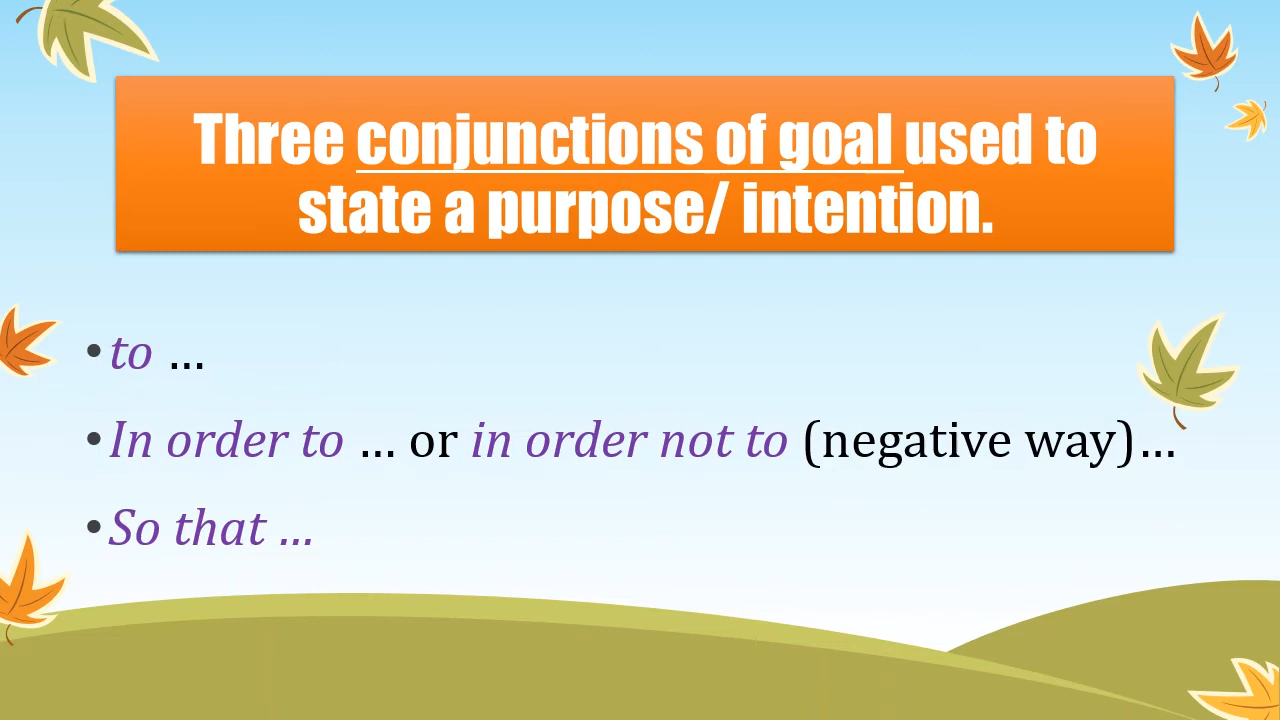 Three conjunctions of goal used to
state a purpose/ intention.
•to …
•In order to … or in order not to (negative way)…
•So that …